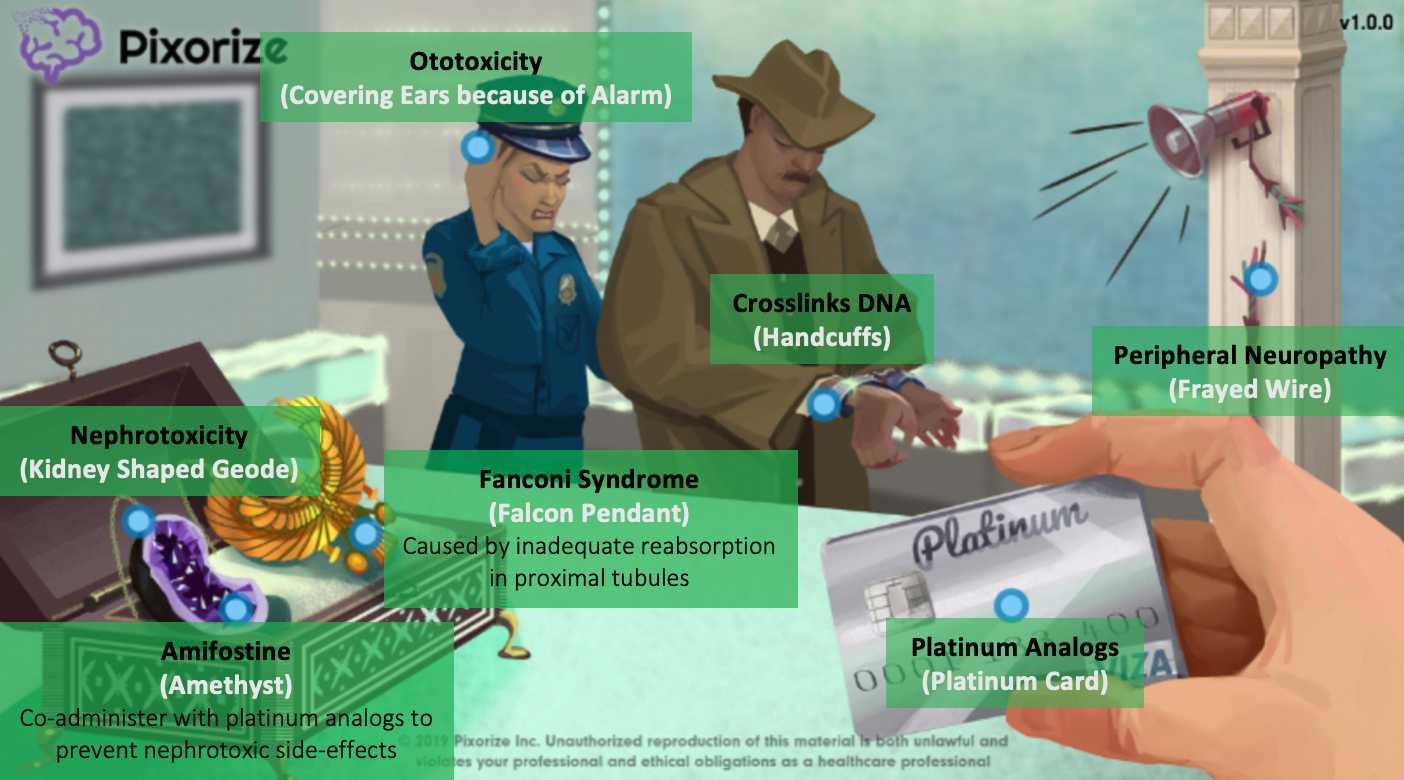 Pixorize
v1.0.0
Ototoxicity
(Covering Ears because of Alarm)
Crosslinks DNA
(Handcuffs)
Peripheral Neuropathy
(Frayed Wire)
Nephrotoxicity
(Kidney Shaped Geode)
Fanconi Syndrome
(Falcon Pendant)
Caused by inadequate reabsorption
in proximal tubules
Platinum
Platinum Analogs
(Platinum Card)
VIZA
Amifostine
(Amethyst)
Co-administer with platinum analogs to
prevent nephrotoxic side-effects
© 2019 Pixorize Inc. Unauthorized reproduction of this material is both unlawful and
violates your professional and ethical obligations as a healthcare professional